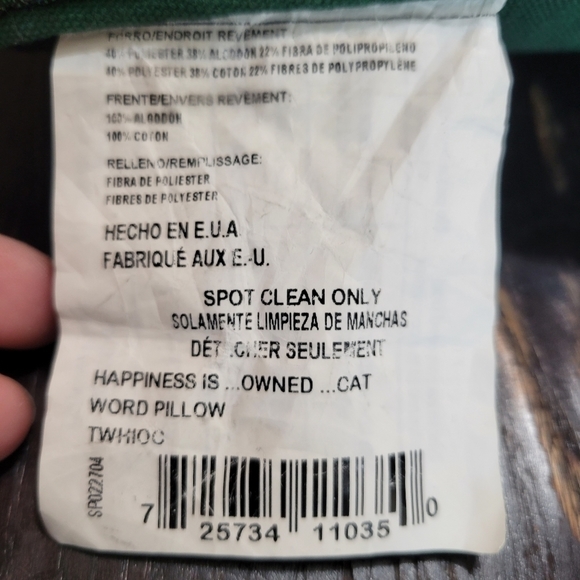 FORRO/ENDROIT REVEMENT:
40% POLIESTER 38% ALGODON 22% FIBRA DE POLIPROPILENO
40% POLYESTER 38% COTON 22% FIBRES DE POLYPROPYLÈNE
FRENTE/ENVERS REVEMENT:
100% ALGODON
100% COTON
RELLENO/REMPLISSAGE:
FIBRA DE POLIESTER
FIBRES DE POLYESTER
HECHO EN E.U.A
FABRIQUÉ AUX E.-U.
SPOT CLEAN ONLY
SOLAMENTE LIMPIEZA DE MANCHAS
DÉTACHER SEULEMENT
HAPPINESS IS ...OWNED ...CAT
WORD PILLOW
TWHIOC
SP022704
7 25734 11035 0